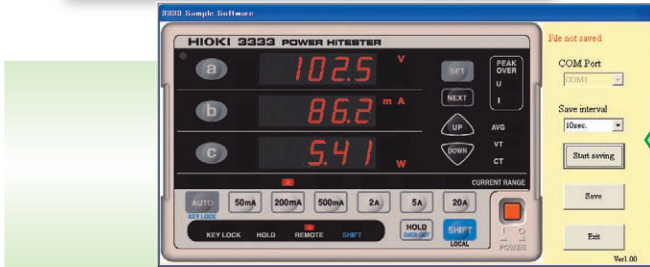 3333 Sample Software
HIOKI 3333 POWER HiTESTER
File not saved
a 102.5 V
SET
PEAK OVER
U
I
COM Port
COM1
b 86.2 m A
NEXT
Save interval
10sec.
UP
AVG
c 5.41 W
DOWN
VT
CT
Start saving
CURRENT RANGE
AUTO 50mA 200mA 500mA 2A 5A 20A
KEY LOCK
Save
KEY LOCK HOLD REMOTE SHIFT
HOLD
DATA OUT
SHIFT
LOCAL
POWER
Exit
Ver1.00